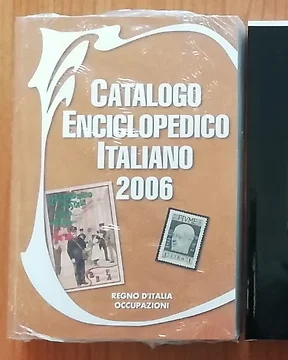 CATALOGO
ENCICLOPEDICO
ITALIANO
2006
FIUME
REGNO D'ITALIA
OCCUPAZIONI